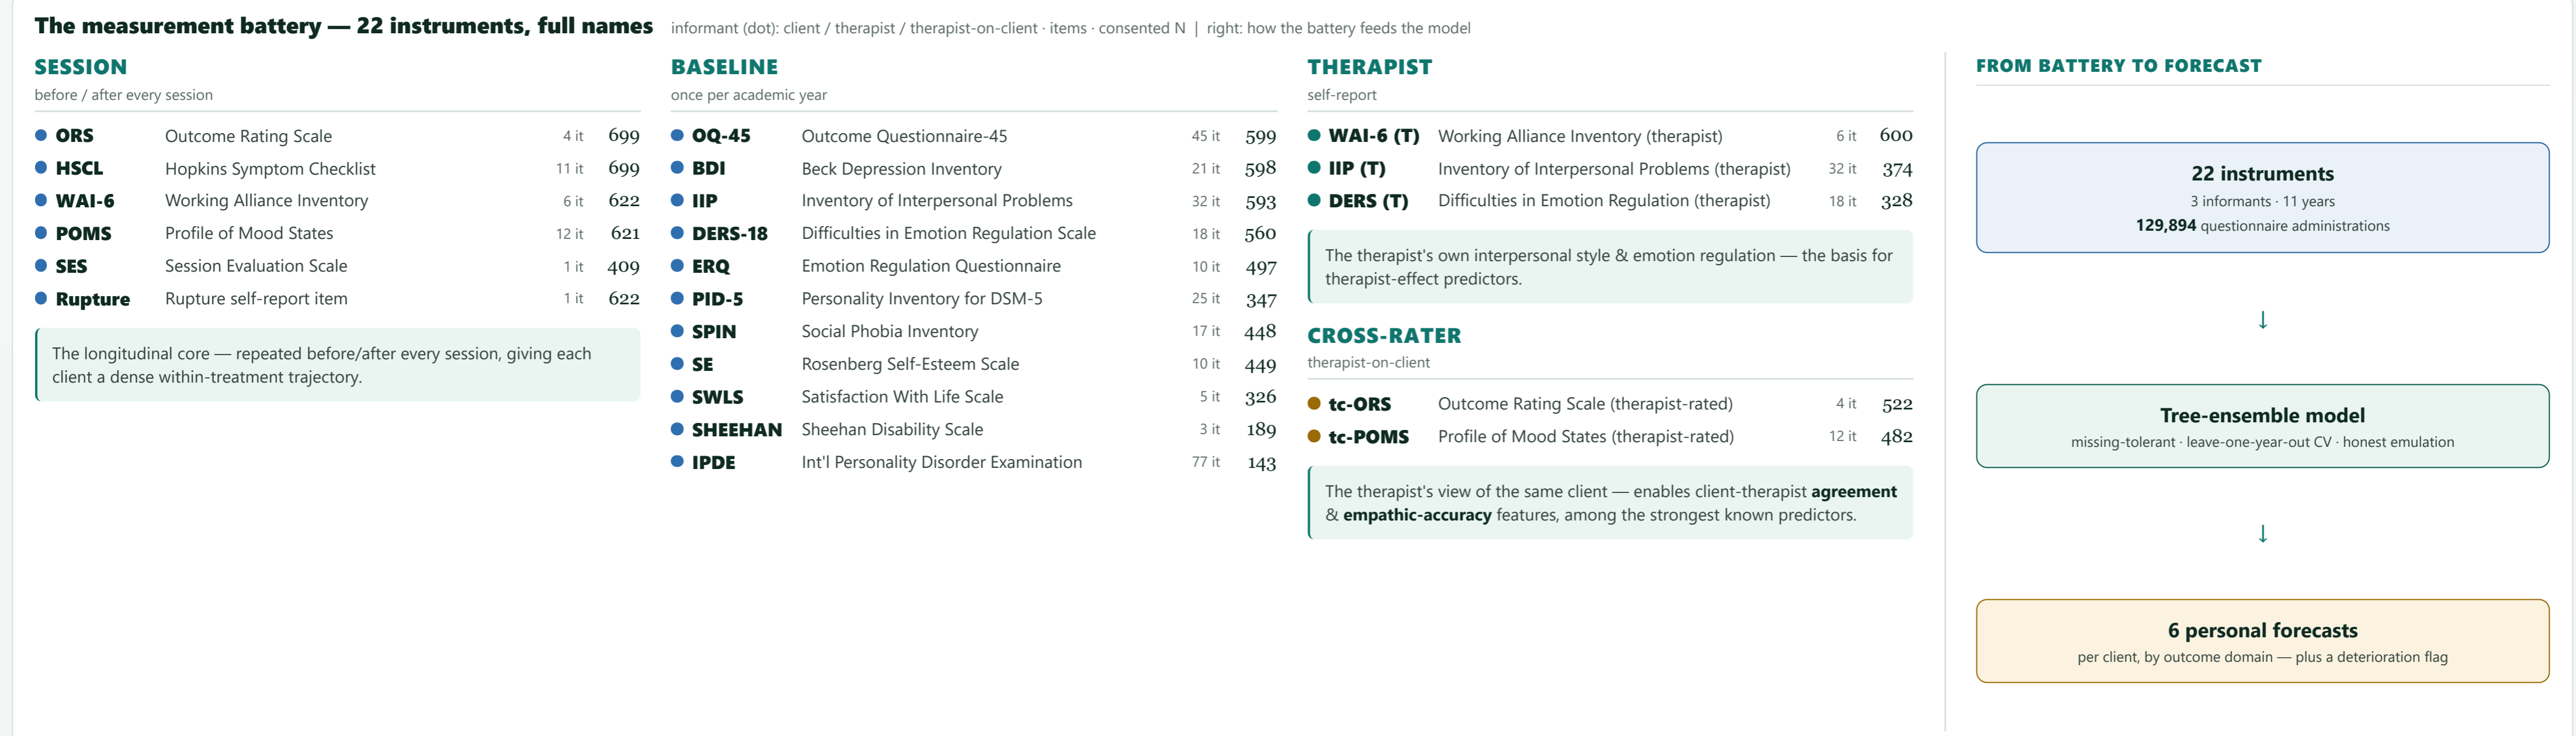 The measurement battery — 22 instruments, full names
informant (dot): client / therapist / therapist-on-client · items · consented N | right: how the battery feeds the model
SESSION
before / after every session
ORS Outcome Rating Scale 4 it 699
HSCL Hopkins Symptom Checklist 11 it 699
WAI-6 Working Alliance Inventory 6 it 622
POMS Profile of Mood States 12 it 621
SES Session Evaluation Scale 1 it 409
Rupture Rupture self-report item 1 it 622
The longitudinal core — repeated before/after every session, giving each
client a dense within-treatment trajectory.
BASELINE
once per academic year
OQ-45 Outcome Questionnaire-45 45 it 599
BDI Beck Depression Inventory 21 it 598
IIP Inventory of Interpersonal Problems 32 it 593
DERS-18 Difficulties in Emotion Regulation Scale 18 it 560
ERQ Emotion Regulation Questionnaire 10 it 497
PID-5 Personality Inventory for DSM-5 25 it 347
SPIN Social Phobia Inventory 17 it 448
SE Rosenberg Self-Esteem Scale 10 it 449
SWLS Satisfaction With Life Scale 5 it 326
SHEEHAN Sheehan Disability Scale 3 it 189
IPDE Int'l Personality Disorder Examination 77 it 143
THERAPIST
self-report
WAI-6 (T) Working Alliance Inventory (therapist) 6 it 600
IIP (T) Inventory of Interpersonal Problems (therapist) 32 it 374
DERS (T) Difficulties in Emotion Regulation (therapist) 18 it 328
The therapist's own interpersonal style & emotion regulation — the basis for
therapist-effect predictors.
CROSS-RATER
therapist-on-client
tc-ORS Outcome Rating Scale (therapist-rated) 4 it 522
tc-POMS Profile of Mood States (therapist-rated) 12 it 482
The therapist's view of the same client — enables client-therapist agreement
& empathic-accuracy features, among the strongest known predictors.
FROM BATTERY TO FORECAST
22 instruments
3 informants · 11 years
129,894 questionnaire administrations
↓
Tree-ensemble model
missing-tolerant · leave-one-year-out CV · honest emulation
↓
6 personal forecasts
per client, by outcome domain — plus a deterioration flag